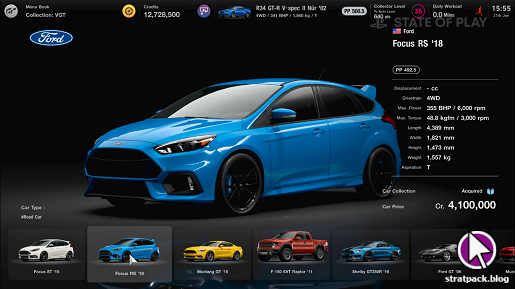 Menu Book
Collection: VGT
Credits
12,728,500
R34 GT-R V-spec II Nür '02
4WD / 341 BHP / 1,560 kg / T
PP 508.5
Collector Level
To Next Level
640 pts
35
Daily Workout
0.0 Miles
15:55
27th Jan
STATE OF PLAY
Ford
Ford
Focus RS '18
PP 492.5
Displacement - cc
Drivetrain 4WD
Max. Power 355 BHP / 6,000 rpm
Max. Torque 48.8 kgfm / 3,000 rpm
Length 4,389 mm
Width 1,821 mm
Height 1,473 mm
Weight 1,557 kg
Aspiration T
Car Collection Acquired
Car Price Cr. 4,100,000
Car Type :
#Road Car
Focus ST '15
Focus RS '18
Mustang GT '15
F-150 SVT Raptor '11
Shelby GT350R '16
Ford GT '06
M
stratpack.blog